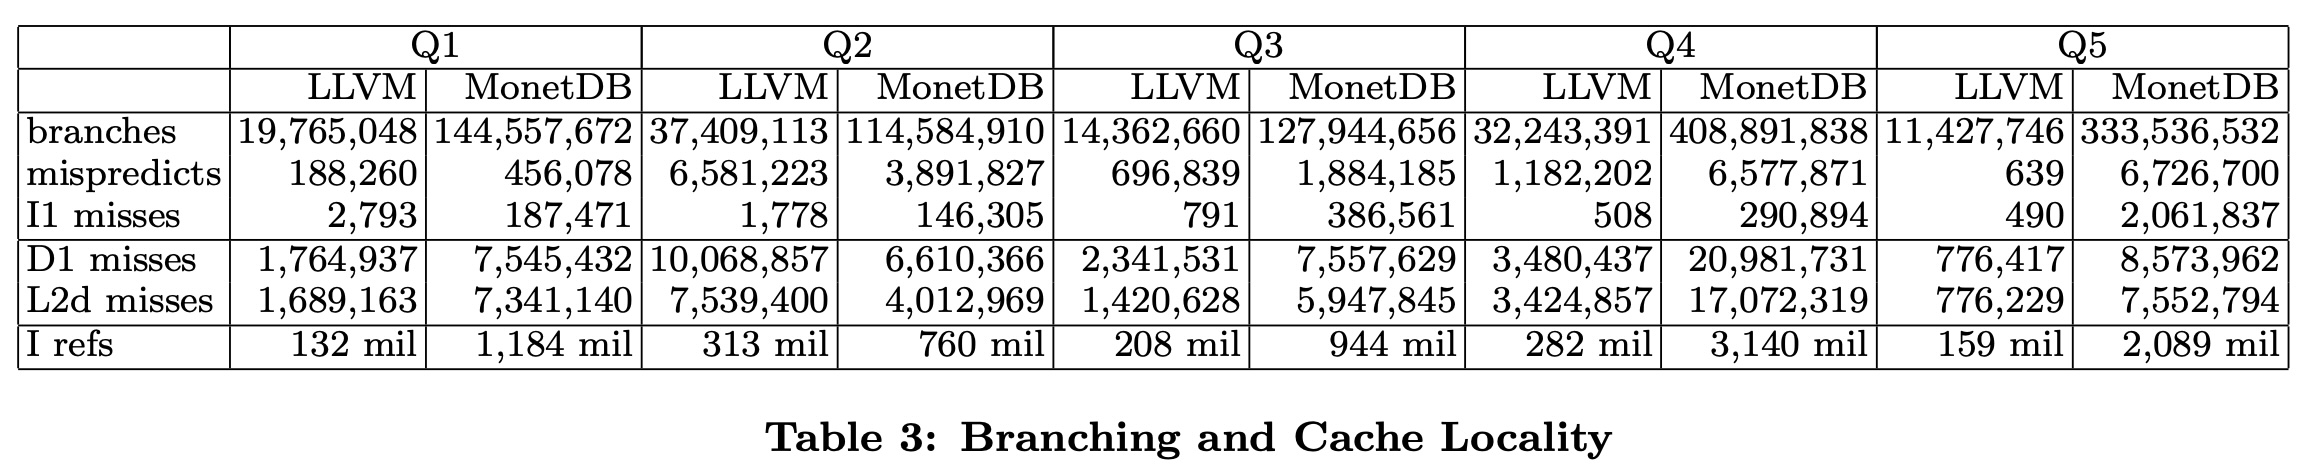 Q1 Q2 Q3 Q4 Q5
LLVM MonetDB LLVM MonetDB LLVM MonetDB LLVM MonetDB LLVM MonetDB
branches 19,765,048 144,557,672 37,409,113 114,584,910 14,362,660 127,944,656 32,243,391 408,891,838 11,427,746 333,536,532
mispredicts 188,260 456,078 6,581,223 3,891,827 696,839 1,884,185 1,182,202 6,577,871 639 6,726,700
I1 misses 2,793 187,471 1,778 146,305 791 386,561 508 290,894 490 2,061,837
D1 misses 1,764,937 7,545,432 10,068,857 6,610,366 2,341,531 7,557,629 3,480,437 20,981,731 776,417 8,573,962
L2d misses 1,689,163 7,341,140 7,539,400 4,012,969 1,420,628 5,947,845 3,424,857 17,072,319 776,229 7,552,794
I refs 132 mil 1,184 mil 313 mil 760 mil 208 mil 944 mil 282 mil 3,140 mil 159 mil 2,089 mil
Table 3: Branching and Cache Locality